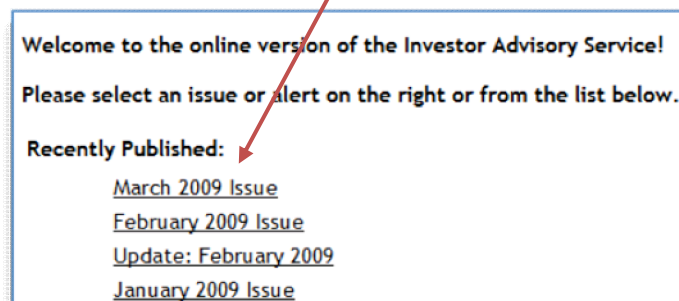 Welcome to the online version of the Investor Advisory Service!
Please select an issue or alert on the right or from the list below.
Recently Published:
March 2009 Issue
February 2009 Issue
Update: February 2009
January 2009 Issue